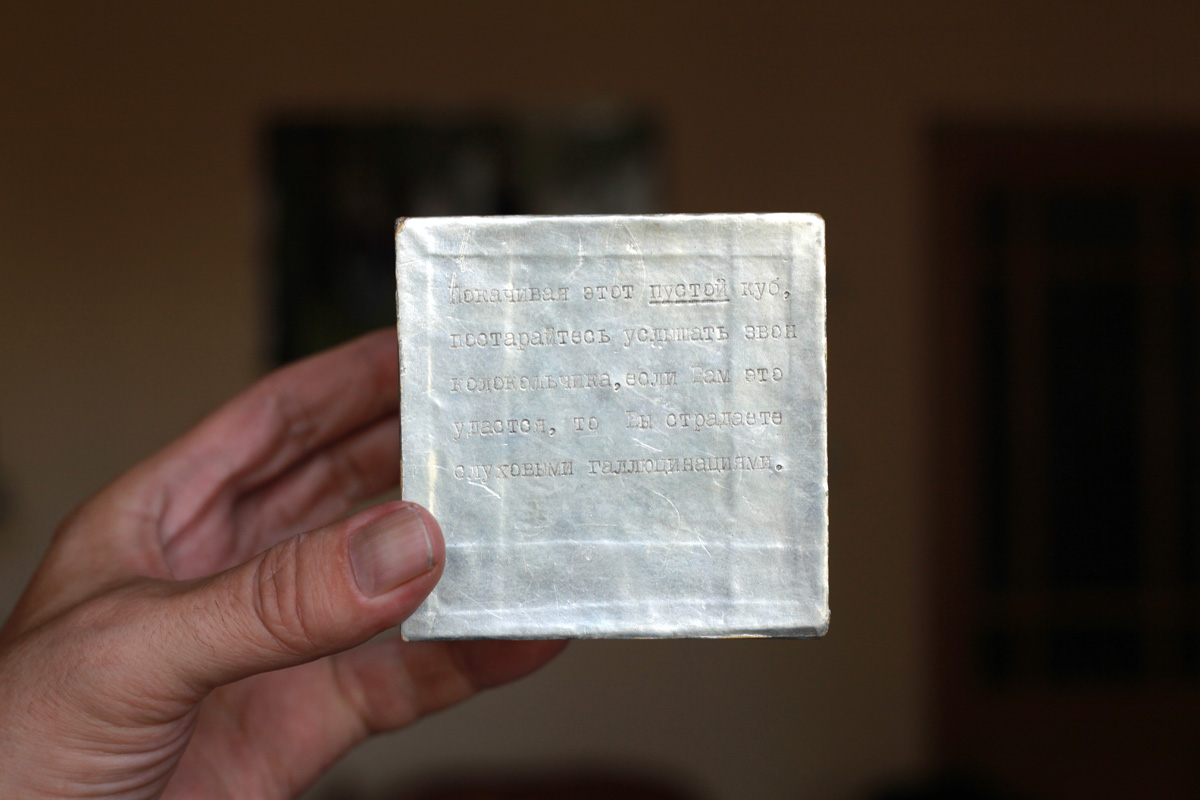 Покачивая этот пустой куб,
постарайтесь услышать звон
колокольчика,если Вам это
удастся, то Вы страдаете
слуховыми галлюцинациями.